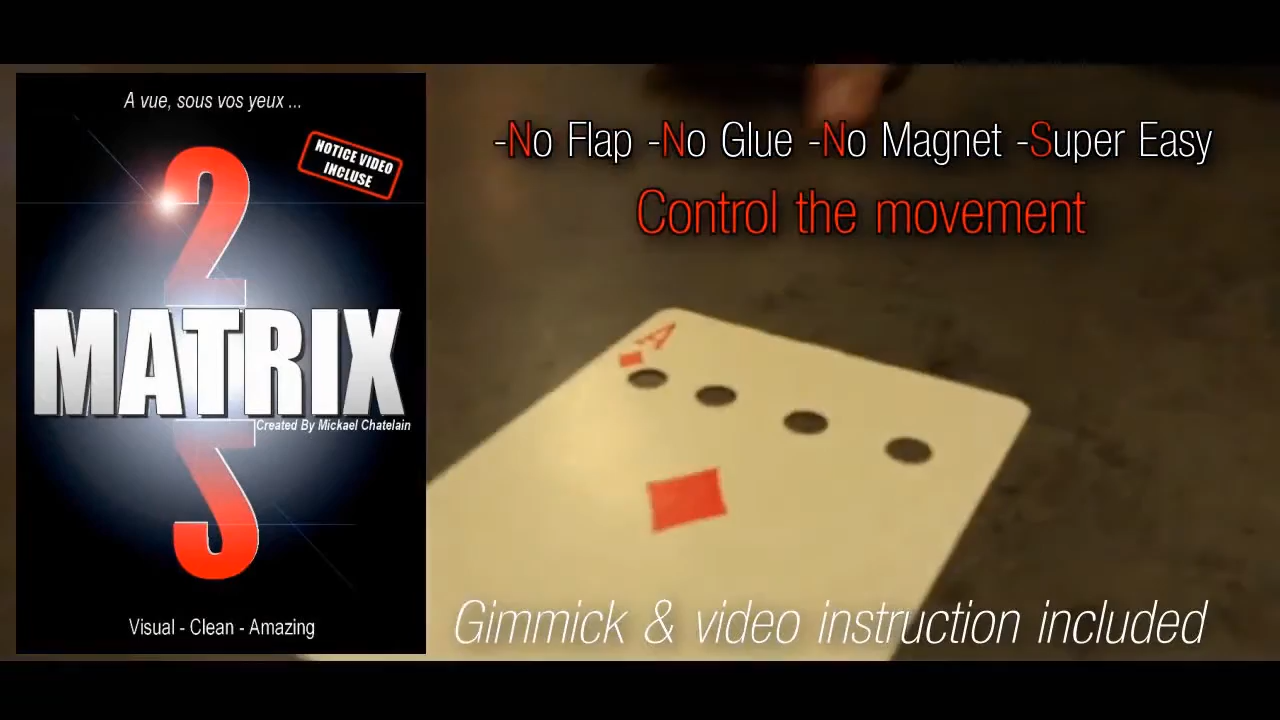 A vue, sous vos yeux ...
NOTICE VIDEO
INCLUSE
2
MATRIX
Created By Mickael Chatelain
2
Visual - Clean - Amazing
-No Flap -No Glue -No Magnet -Super Easy
Control the movement
A
Gimmick & video instruction included